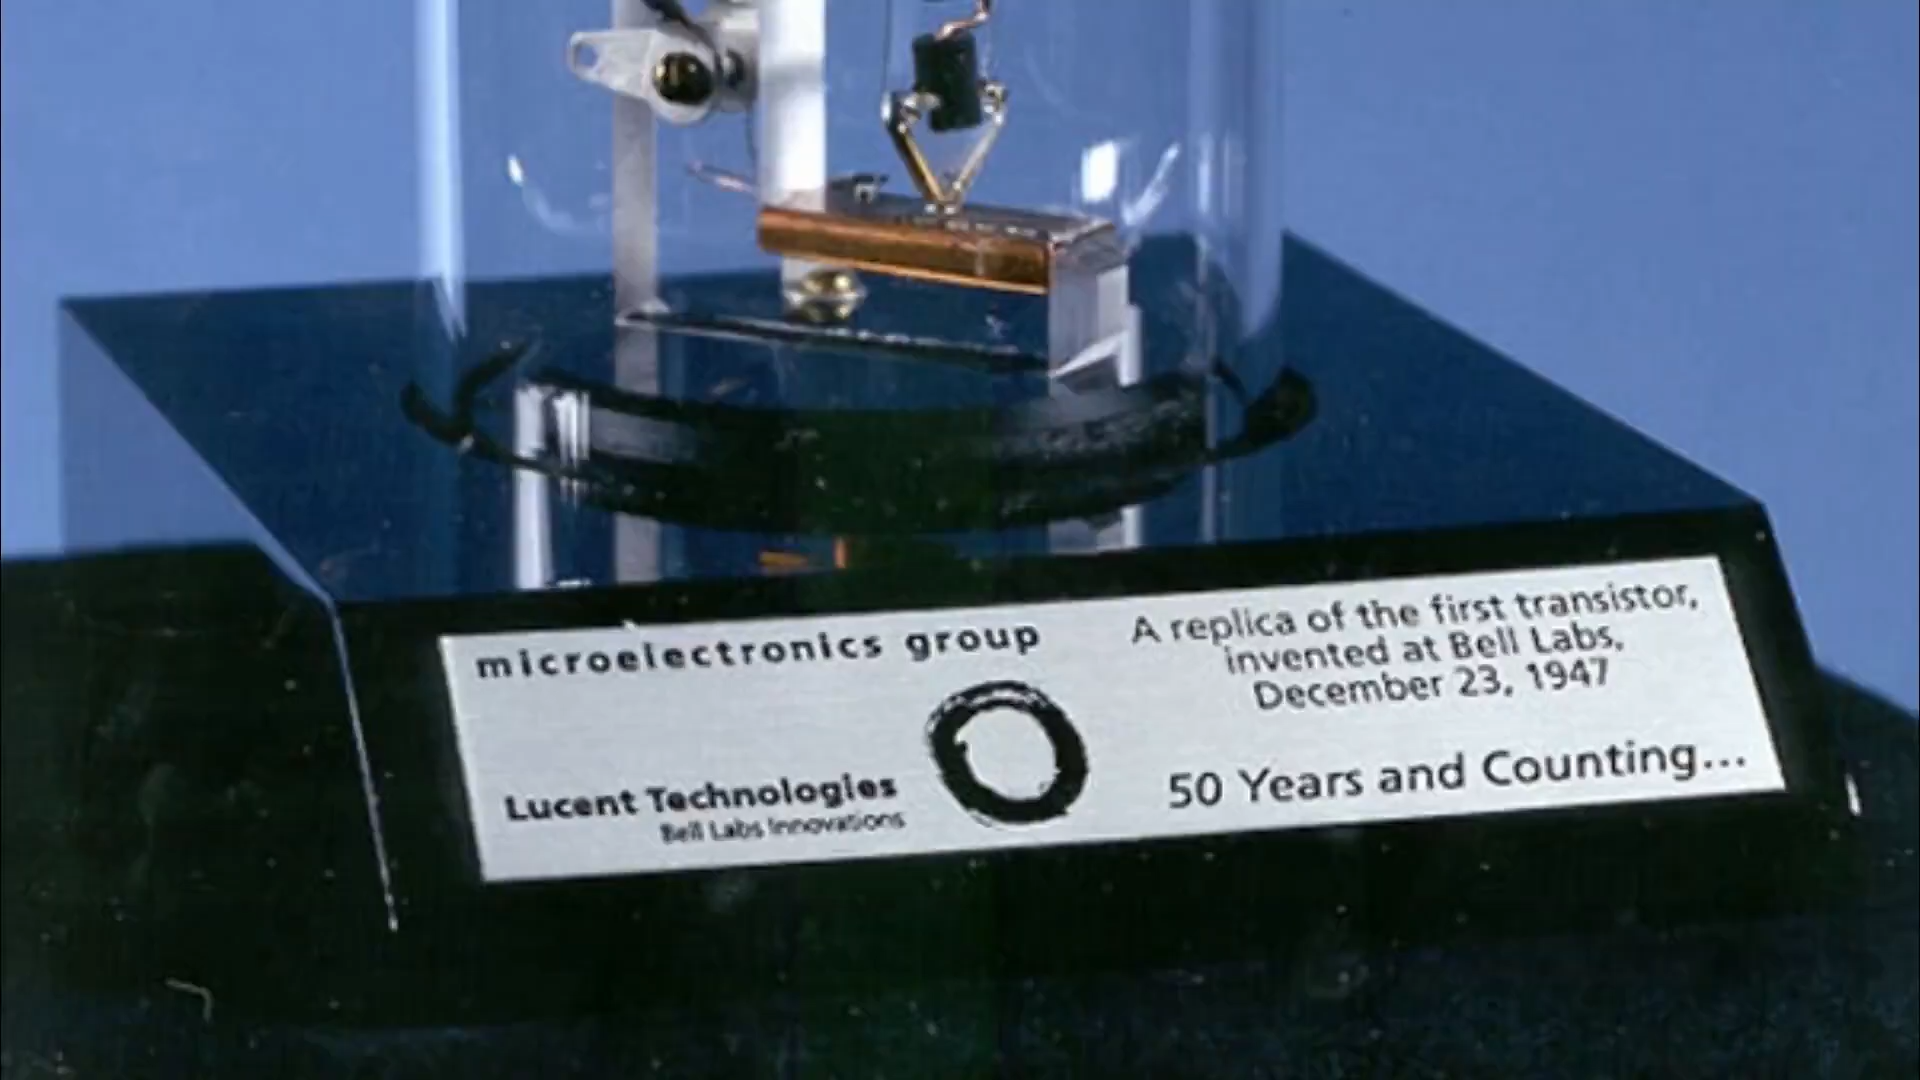 microelectronics group
Lucent Technologies
Bell Labs Innovations
A replica of the first transistor,
invented at Bell Labs,
December 23, 1947
50 Years and Counting...